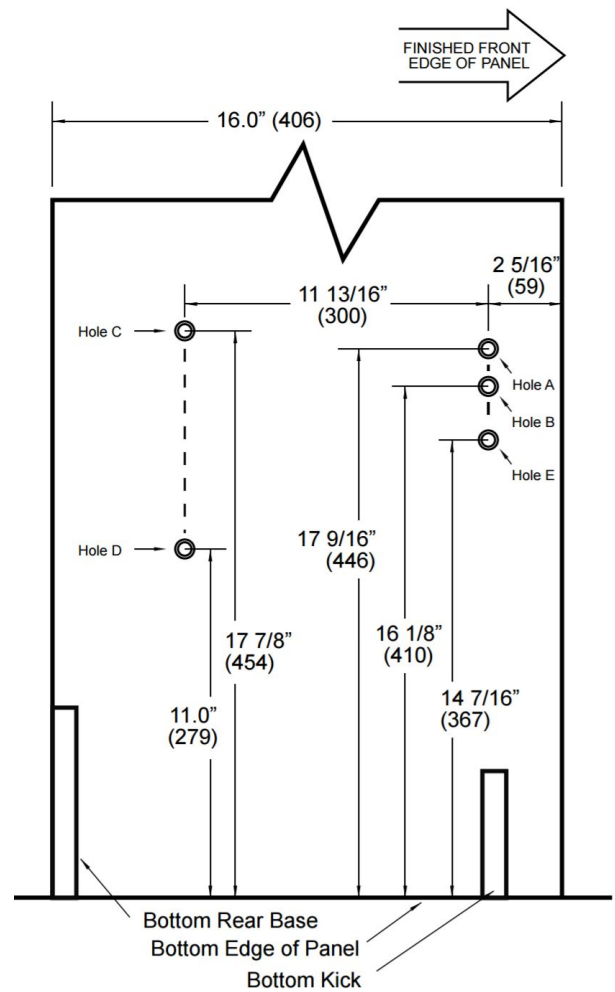 FINISHED FRONT
EDGE OF PANEL
16.0” (406)
2 5/16”
(59)
11 13/16”
(300)
Hole C
Hole A
Hole B
Hole E
17 9/16”
(446)
Hole D
16 1/8”
(410)
17 7/8”
(454)
14 7/16”
(367)
11.0”
(279)
Bottom Rear Base
Bottom Edge of Panel
Bottom Kick